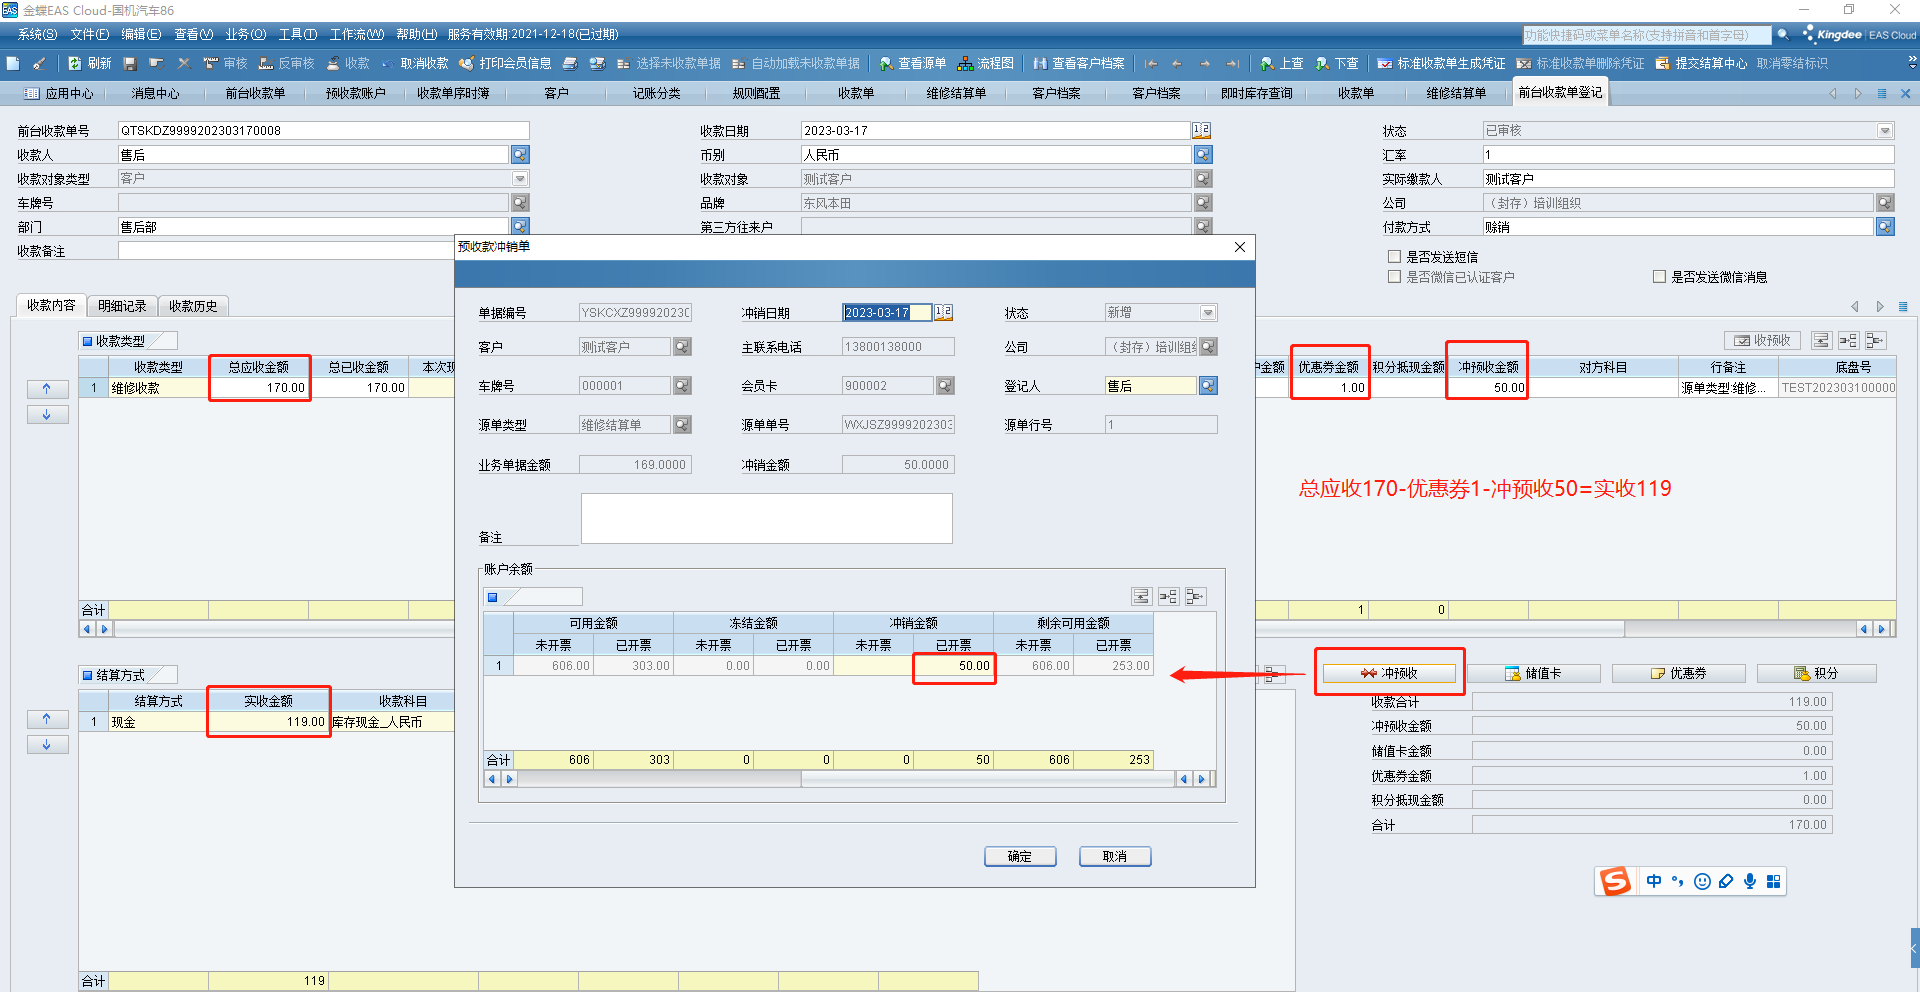 金蝶EAS Cloud-国机汽车86
系统(S) 文件(F) 编辑(E) 查看(V) 业务(O) 工具(T) 工作流(W) 帮助(H) 服务有效期:2021-12-18(已过期)
功能快捷码或菜单名称(支持拼音和首字母)
Kingdee EAS Cloud
刷新 审核 反审核 收款 取消收款 打印会员信息 选择未收款单据 自动加载未收款单据 查看源单 流程图 查看客户档案 上查 下查 标准收款单生成凭证 标准收款单删除凭证 提交结算中心 取消零结标识
应用中心 消息中心 前台收款单 预收款账户 收款单序时簿 客户 记账分类 规则配置 收款单 维修结算单 客户档案 客户档案 即时库存查询 收款单 维修结算单 前台收款单登记
前台收款单号 QTSKDZ9999202303170008 收款日期 2023-03-17 状态 已审核
收款人 售后 币别 人民币 汇率 1
收款对象类型 客户 收款对象 测试客户 实际缴款人 测试客户
车牌号 品牌 东风本田 公司 （封存）培训组织
部门 售后部 第三方往来户 付款方式 赊销
收款备注
是否发送短信
是否微信已认证客户 是否发送微信消息
收款内容 明细记录 收款历史
收款类型 收预收
收款类型 总应收金额 总已收金额 本次现 优惠券金额 积分抵现金额 冲预收金额 对方科目 行备注 底盘号
1 维修收款 170.00 170.00 1.00 50.00 源单类型:维修... TEST202303100000
总应收170-优惠券1-冲预收50=实收119
合计 1 0
结算方式
结算方式 实收金额 收款科目
1 现金 119.00 库存现金_人民币
合计 119
预收款冲销单
单据编号 YSKCXZ99992023 冲销日期 2023-03-17 状态 新增
客户 测试客户 主联系电话 13800138000 公司 （封存）培训组
车牌号 000001 会员卡 900002 登记人 售后
源单类型 维修结算单 源单单号 WXJSZ9999202303 源单行号 1
业务单据金额 169.0000 冲销金额 50.0000
备注
账户余额
可用金额 冻结金额 冲销金额 剩余可用金额
未开票 已开票 未开票 已开票 未开票 已开票 未开票 已开票
1 606.00 303.00 0.00 0.00 50.00 606.00 253.00
合计 606 303 0 0 0 50 606 253
确定 取消
冲预收 储值卡 优惠券 积分
收款合计 119.00
冲预收金额 50.00
储值卡金额 0.00
优惠券金额 1.00
积分抵现金额 0.00
合计 170.00
中